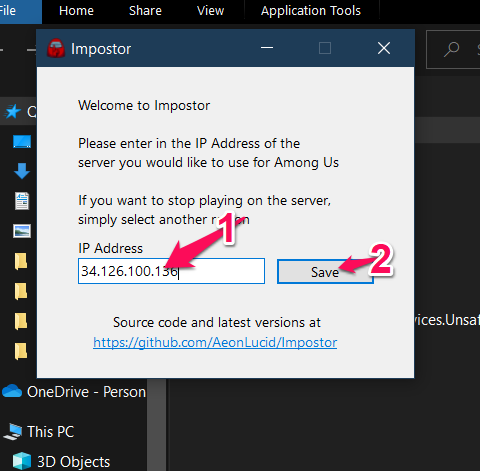 File Home Share View Application Tools
Impostor
Welcome to Impostor
Please enter in the IP Address of the
server you would like to use for Among Us
If you want to stop playing on the server,
simply select another
1
IP Address
34.126.100.136
Save
2
Source code and latest versions at
https://github.com/AeonLucid/Impostor
Se
Q
vices.Unsaf
OneDrive - Person
This PC
3D Objects